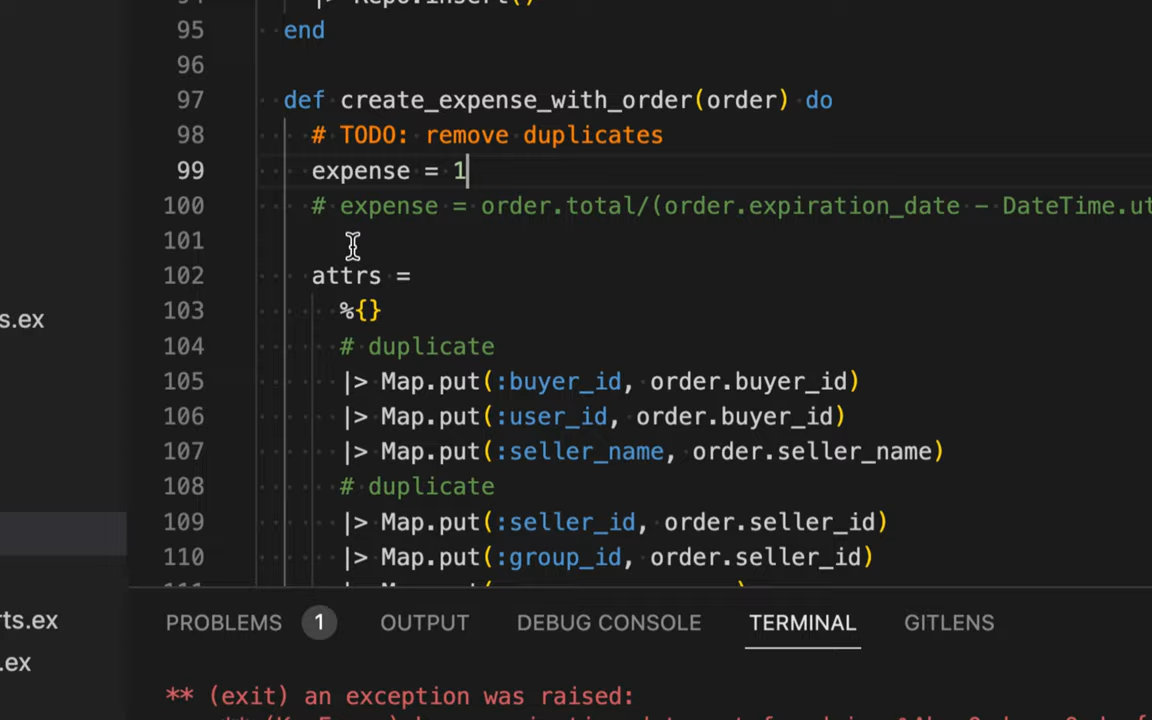 95 end
96
97 def create_expense_with_order(order) do
98 # TODO: remove duplicates
99 expense = 1
100 # expense = order.total/(order.expiration_date - DateTime.ut
101
102 attrs =
103 %{}
104 # duplicate
105 |> Map.put(:buyer_id, order.buyer_id)
106 |> Map.put(:user_id, order.buyer_id)
107 |> Map.put(:seller_name, order.seller_name)
108 # duplicate
109 |> Map.put(:seller_id, order.seller_id)
110 |> Map.put(:group_id, order.seller_id)
s.ex
rts.ex
.ex
PROBLEMS 1 OUTPUT DEBUG CONSOLE TERMINAL GITLENS
** (exit) an exception was raised: